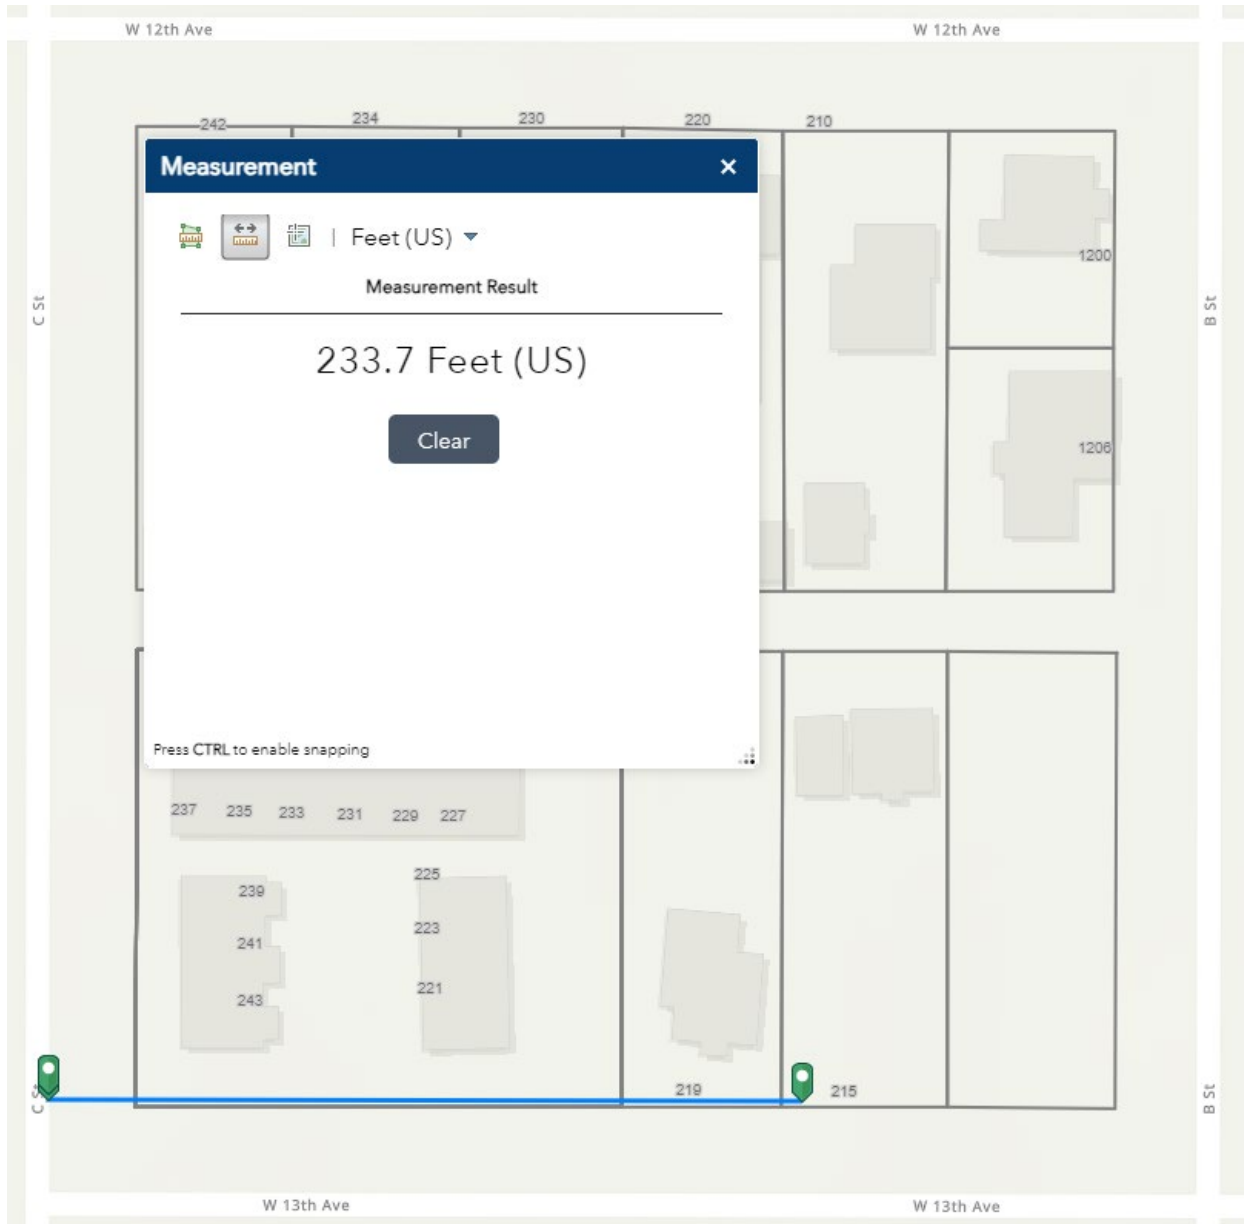 W 12th Ave
W 12th Ave
242
234
230
220
210
Measurement
Feet (US)
Measurement Result
233.7 Feet (US)
Clear
Press CTRL to enable snapping
1200
1206
C St
B St
237 235 233 231 229 227
239
225
241
223
243
221
219
215
C St
B St
W 13th Ave
W 13th Ave